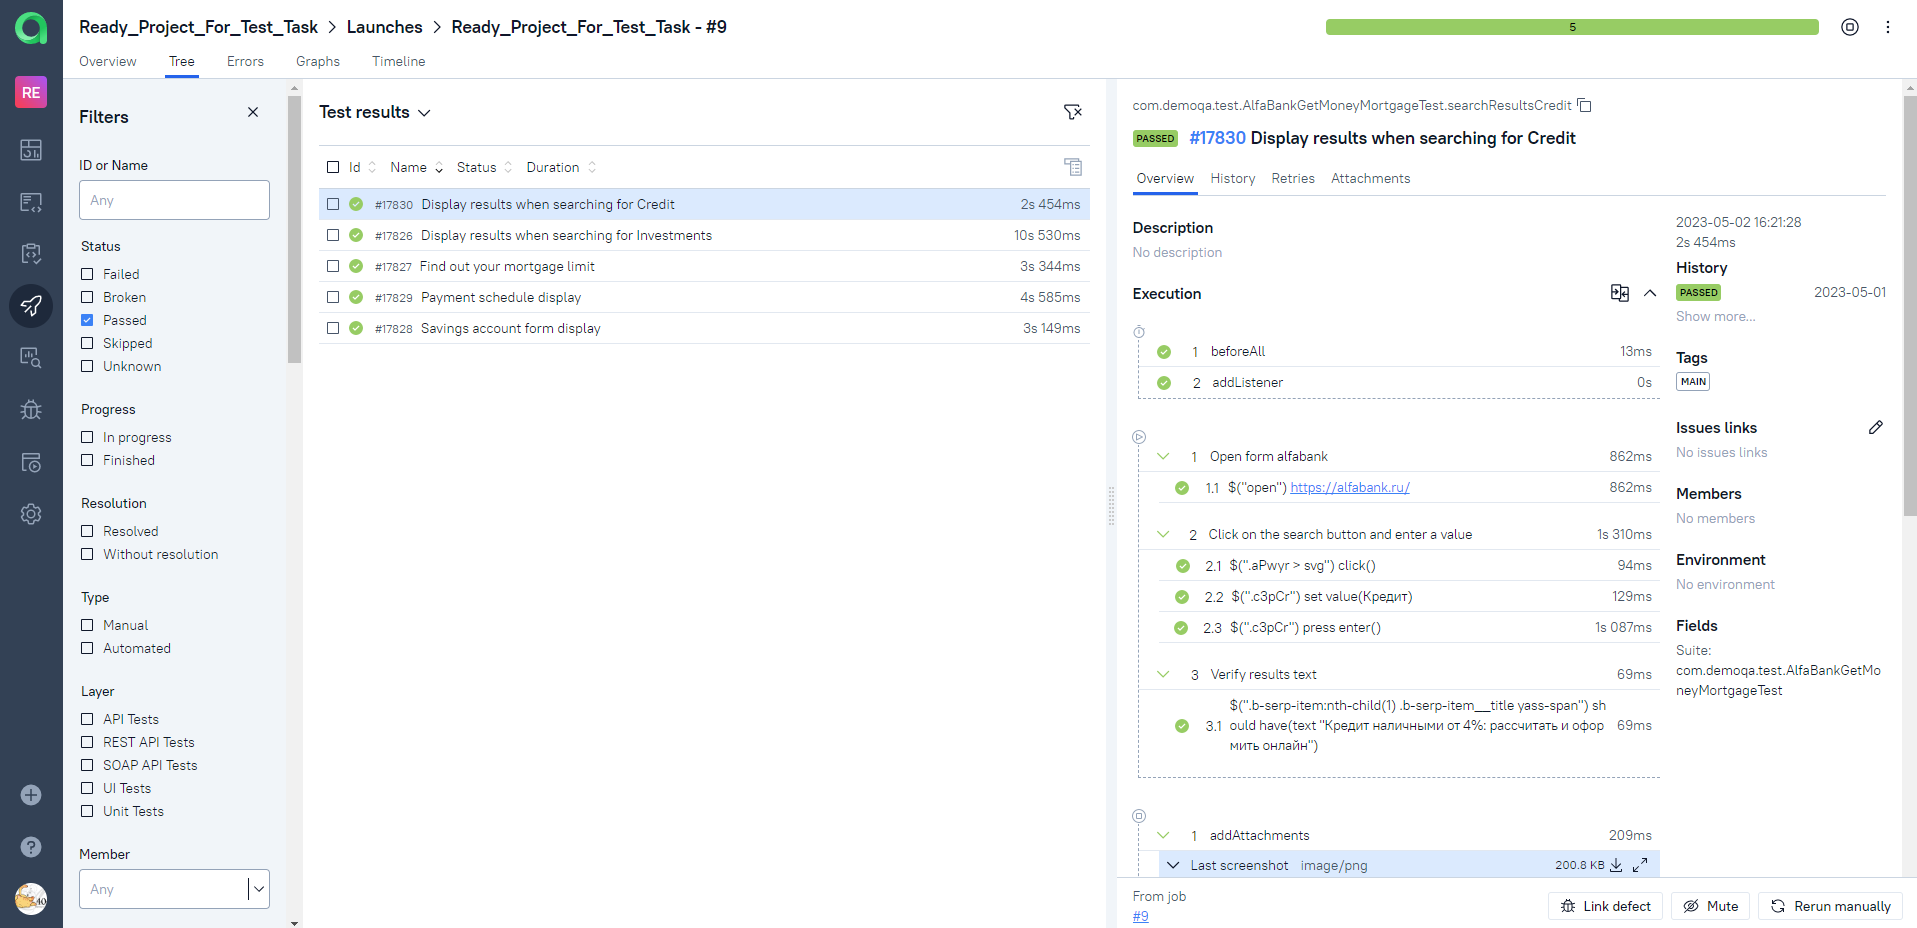 Ready_Project_For_Test_Task > Launches > Ready_Project_For_Test_Task - #9
5
Overview Tree Errors Graphs Timeline
RE
Filters
ID or Name
Any
Status
Failed
Broken
Passed
Skipped
Unknown
Progress
In progress
Finished
Resolution
Resolved
Without resolution
Type
Manual
Automated
Layer
API Tests
REST API Tests
SOAP API Tests
UI Tests
Unit Tests
Member
Any
Test results
Id Name Status Duration
#17830 Display results when searching for Credit 2s 454ms
#17826 Display results when searching for Investments 10s 530ms
#17827 Find out your mortgage limit 3s 344ms
#17829 Payment schedule display 4s 585ms
#17828 Savings account form display 3s 149ms
com.demoqa.test.AlfaBankGetMoneyMortgageTest.searchResultsCredit
PASSED #17830 Display results when searching for Credit
Overview History Retries Attachments
Description
No description
Execution
1 beforeAll 13ms
2 addListener 0s
1 Open form alfabank 862ms
1.1 $("open") https://alfabank.ru/ 862ms
2 Click on the search button and enter a value 1s 310ms
2.1 $(".aPwyr > svg") click() 94ms
2.2 $(".c3pCr") set value(Кредит) 129ms
2.3 $(".c3pCr") press enter() 1s 087ms
3 Verify results text 69ms
$(".b-serp-item:nth-child(1) .b-serp-item__title yass-span") sh
3.1 ould have(text "Кредит наличными от 4%: рассчитать и офор 69ms
мить онлайн")
1 addAttachments 209ms
Last screenshot image/png 200.8 KB
2023-05-02 16:21:28
2s 454ms
History
PASSED 2023-05-01
Show more...
Tags
MAIN
Issues links
No issues links
Members
No members
Environment
No environment
Fields
Suite:
com.demoqa.test.AlfaBankGetMo
neyMortgageTest
From job
#9
Link defect Mute Rerun manually